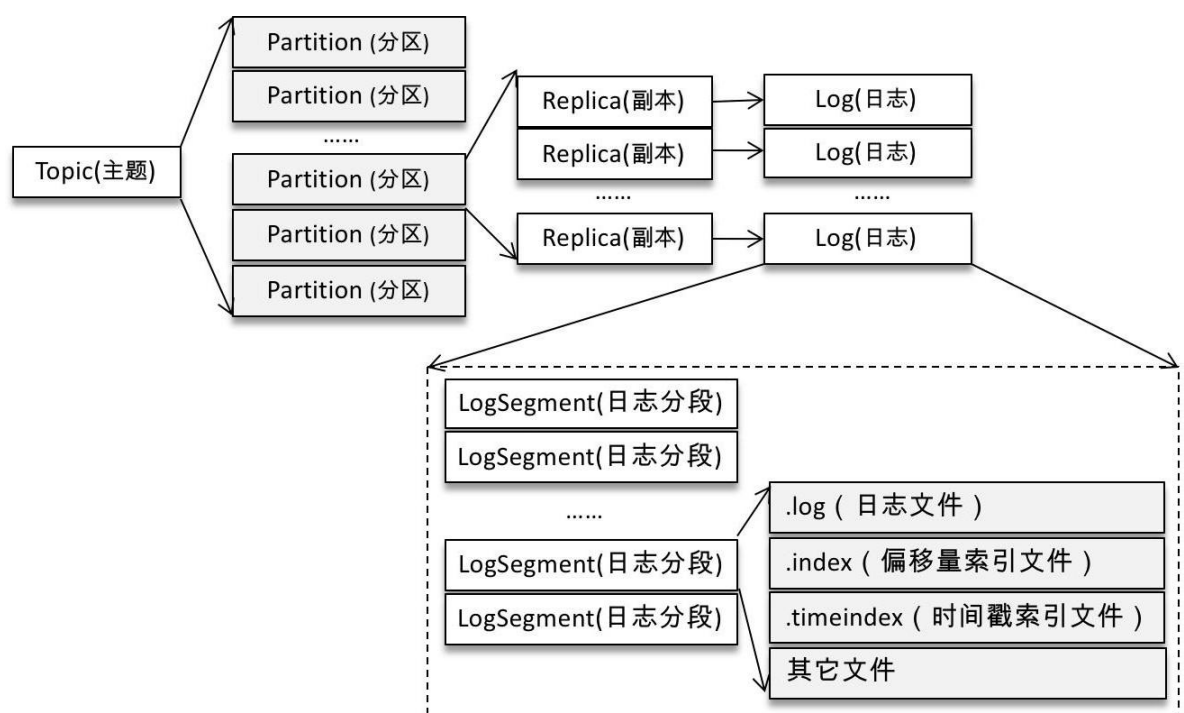 Topic(主题)
Partition (分区)
Partition (分区)
……
Partition (分区)
Partition (分区)
Partition (分区)
Replica(副本)
Replica(副本)
……
Replica(副本)
Log(日志)
Log(日志)
……
Log(日志)
LogSegment(日志分段)
LogSegment(日志分段)
……
LogSegment(日志分段)
LogSegment(日志分段)
.log（日志文件）
.index（偏移量索引文件）
.timeindex（时间戳索引文件）
其它文件